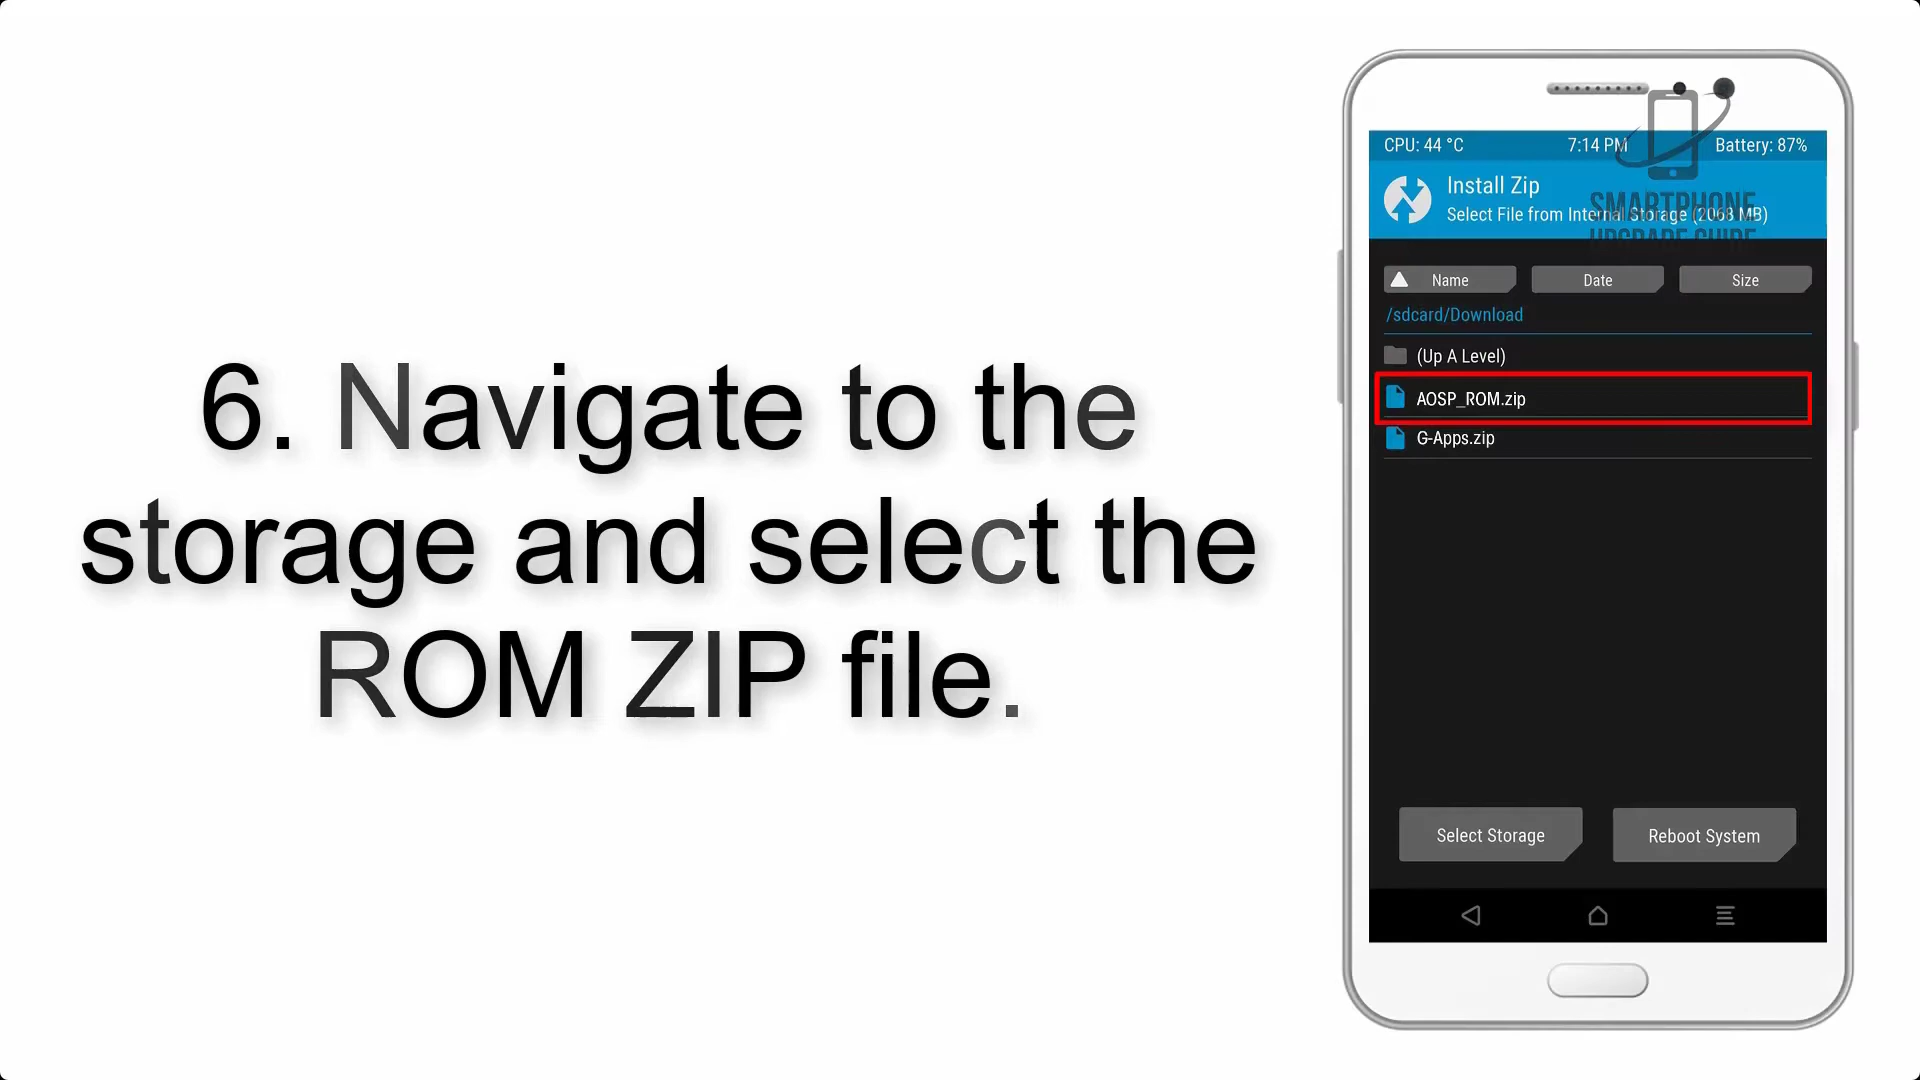 6. Navigate to the
storage and select the
ROM ZIP file.
CPU: 44 °C 7:14 PM Battery: 87%
Install Zip
Select File from Internal Storage (2068 MB)
SMARTPHONE
UPGRADE GUIDE
Name Date Size
/sdcard/Download
(Up A Level)
AOSP_ROM.zip
G-Apps.zip
Select Storage Reboot System